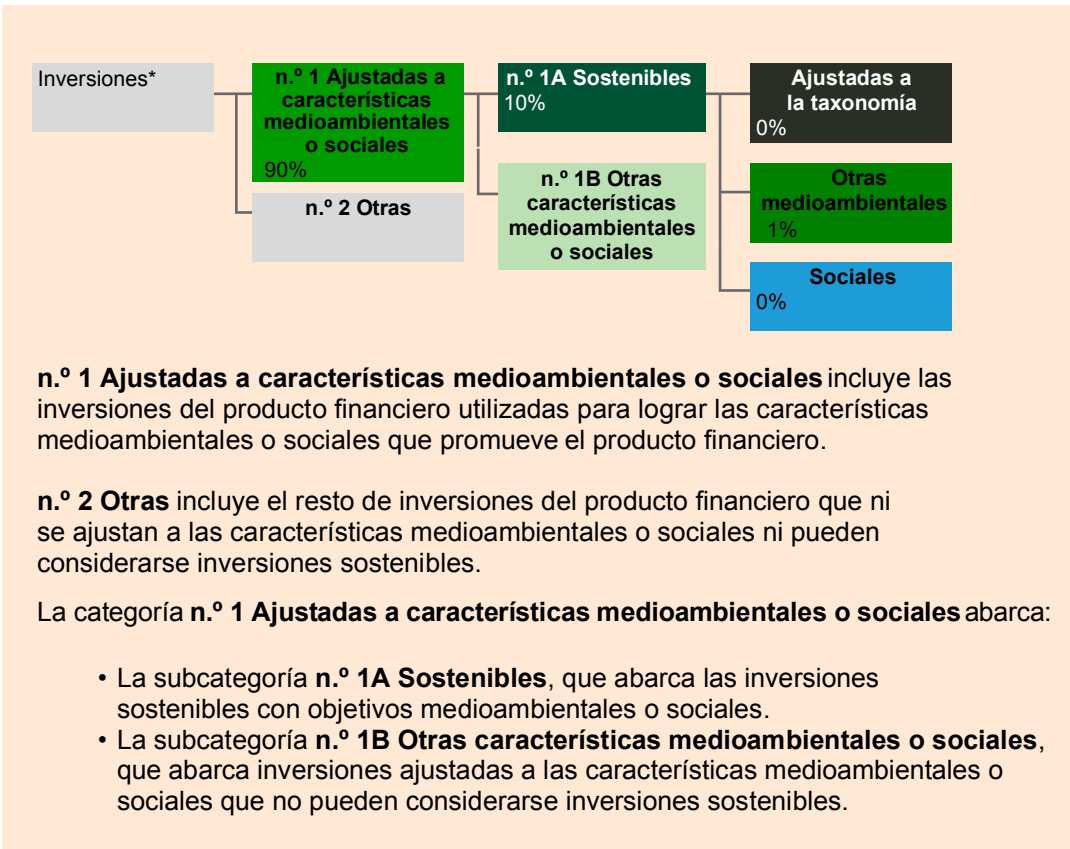 Inversiones*
n.º 1 Ajustadas a
características
medioambientales
o sociales
90%
n.º 2 Otras
n.º 1A Sostenibles
10%
n.º 1B Otras
características
medioambientales
o sociales
Ajustadas a
la taxonomía
0%
Otras
medioambientales
1%
Sociales
0%
n.º 1 Ajustadas a características medioambientales o sociales incluye las
inversiones del producto financiero utilizadas para lograr las características
medioambientales o sociales que promueve el producto financiero.
n.º 2 Otras incluye el resto de inversiones del producto financiero que ni
se ajustan a las características medioambientales o sociales ni pueden
considerarse inversiones sostenibles.
La categoría n.º 1 Ajustadas a características medioambientales o sociales abarca:
• La subcategoría n.º 1A Sostenibles, que abarca las inversiones
sostenibles con objetivos medioambientales o sociales.
• La subcategoría n.º 1B Otras características medioambientales o sociales,
que abarca inversiones ajustadas a las características medioambientales o
sociales que no pueden considerarse inversiones sostenibles.